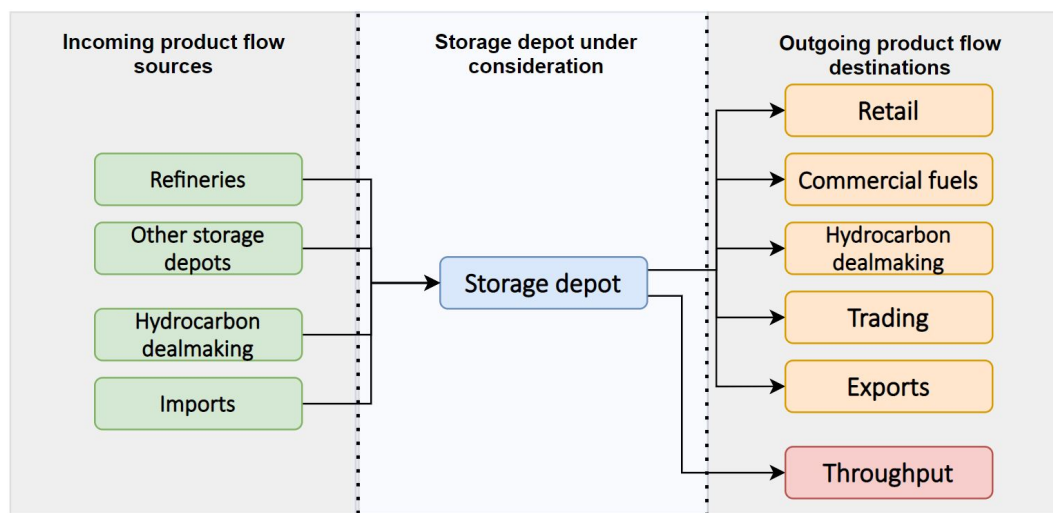 Incoming product flow
sources
Storage depot under
consideration
Outgoing product flow
destinations
Refineries
Other storage
depots
Hydrocarbon
dealmaking
Imports
Storage depot
Retail
Commercial fuels
Hydrocarbon
dealmaking
Trading
Exports
Throughput